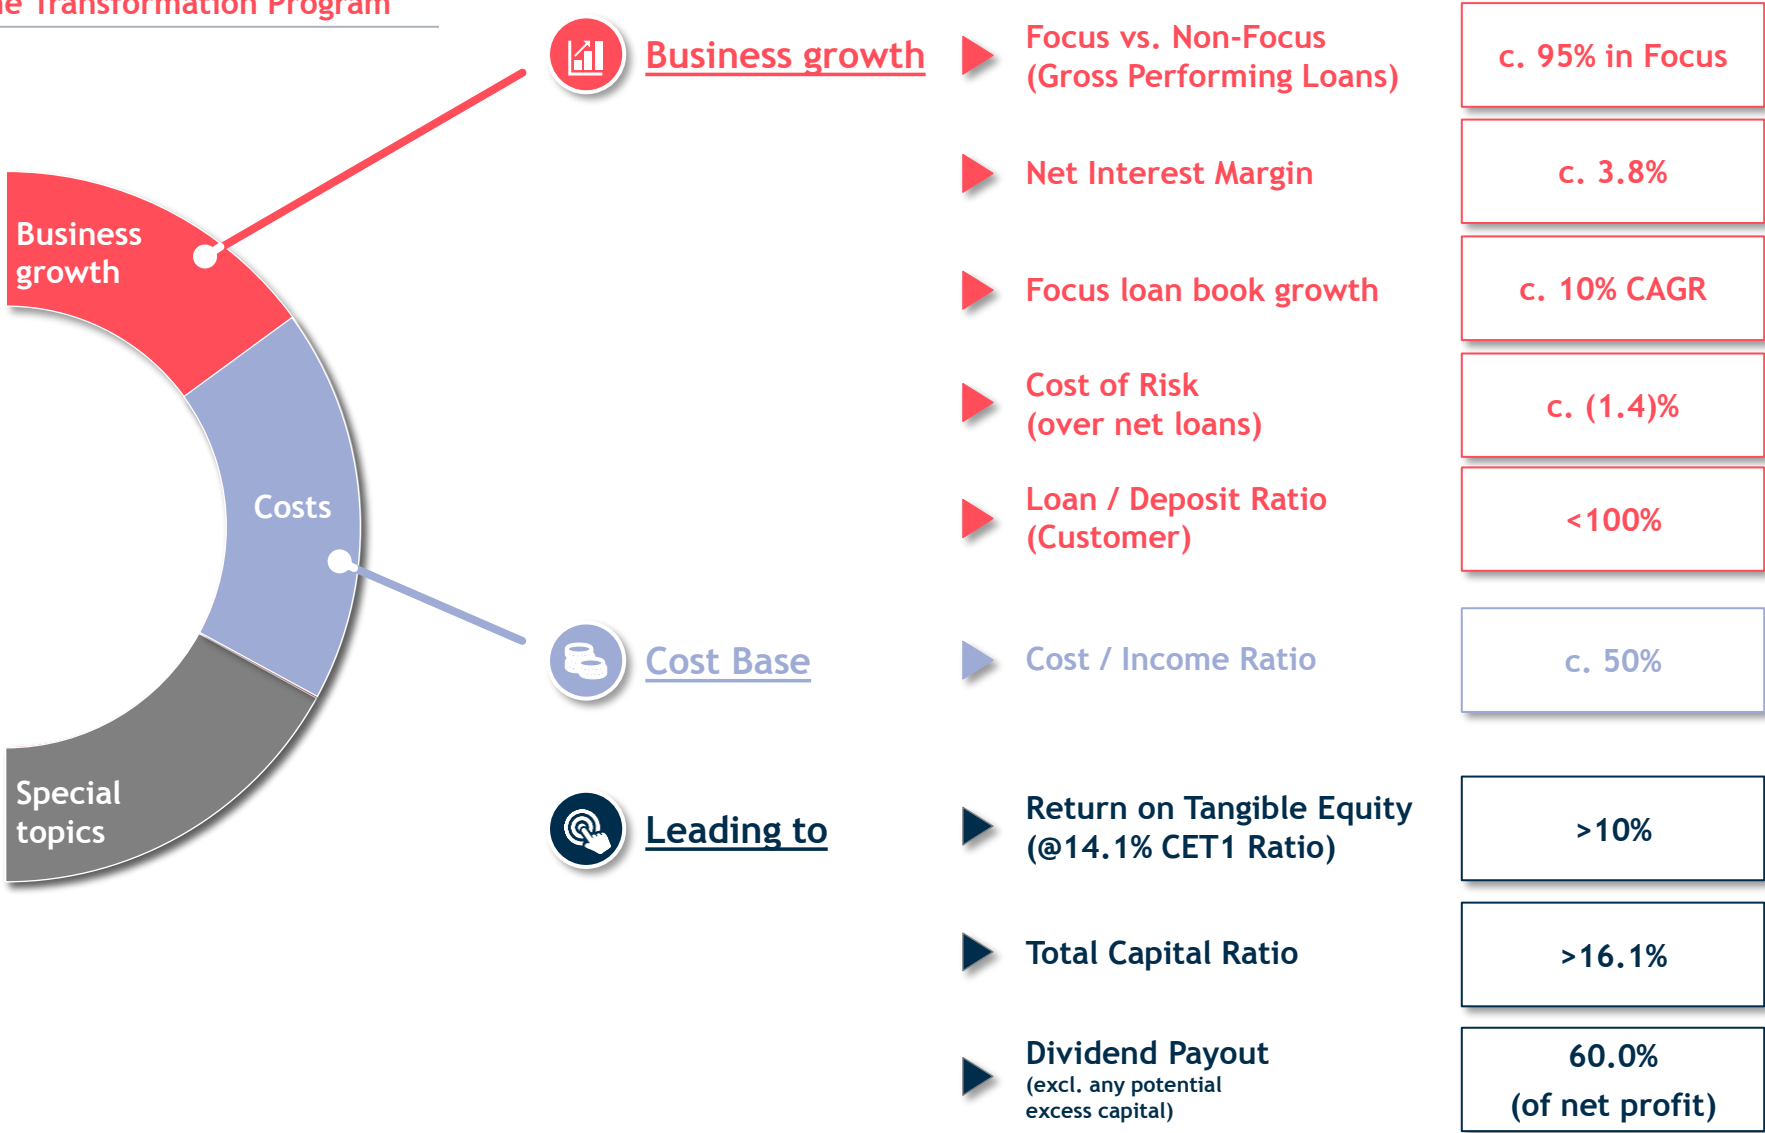 Transformation Program
Business growth
Focus vs. Non-Focus
(Gross Performing Loans)
c. 95% in Focus
Net Interest Margin
c. 3.8%
Focus loan book growth
c. 10% CAGR
Cost of Risk
(over net loans)
c. (1.4)%
Loan / Deposit Ratio
(Customer)
<100%
Business
growth
Costs
Special
topics
Cost Base
Cost / Income Ratio
c. 50%
Leading to
Return on Tangible Equity
(@14.1% CET1 Ratio)
>10%
Total Capital Ratio
>16.1%
Dividend Payout
(excl. any potential
excess capital)
60.0%
(of net profit)